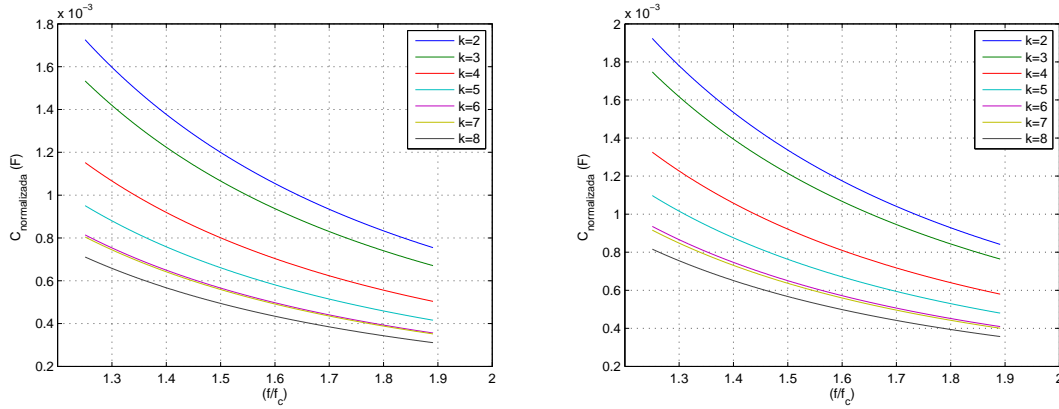 x 10⁻³
1.8
1.6
1.4
1.2
1
0.8
0.6
0.4
0.2
C_normalizada (F)
1.3 1.4 1.5 1.6 1.7 1.8 1.9 2
(f/f_c)
k=2
k=3
k=4
k=5
k=6
k=7
k=8
x 10⁻³
2
1.8
1.6
1.4
1.2
1
0.8
0.6
0.4
0.2
C_normalizada (F)
1.3 1.4 1.5 1.6 1.7 1.8 1.9 2
(f/f_c)
k=2
k=3
k=4
k=5
k=6
k=7
k=8